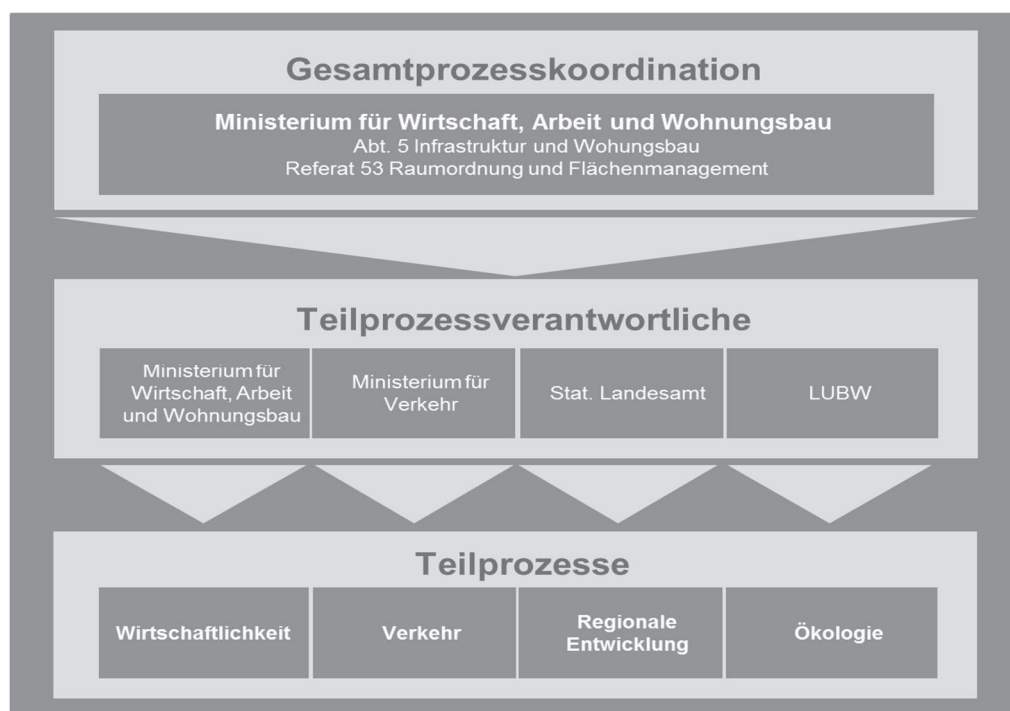 Gesamtprozesskoordination
Ministerium für Wirtschaft, Arbeit und Wohnungsbau
Abt. 5 Infrastruktur und Wohungsbau
Referat 53 Raumordnung und Flächenmanagement
Teilprozessverantwortliche
Ministerium für
Wirtschaft, Arbeit
und Wohnungsbau
Ministerium für
Verkehr
Stat. Landesamt
LUBW
Teilprozesse
Wirtschaftlichkeit
Verkehr
Regionale
Entwicklung
Ökologie